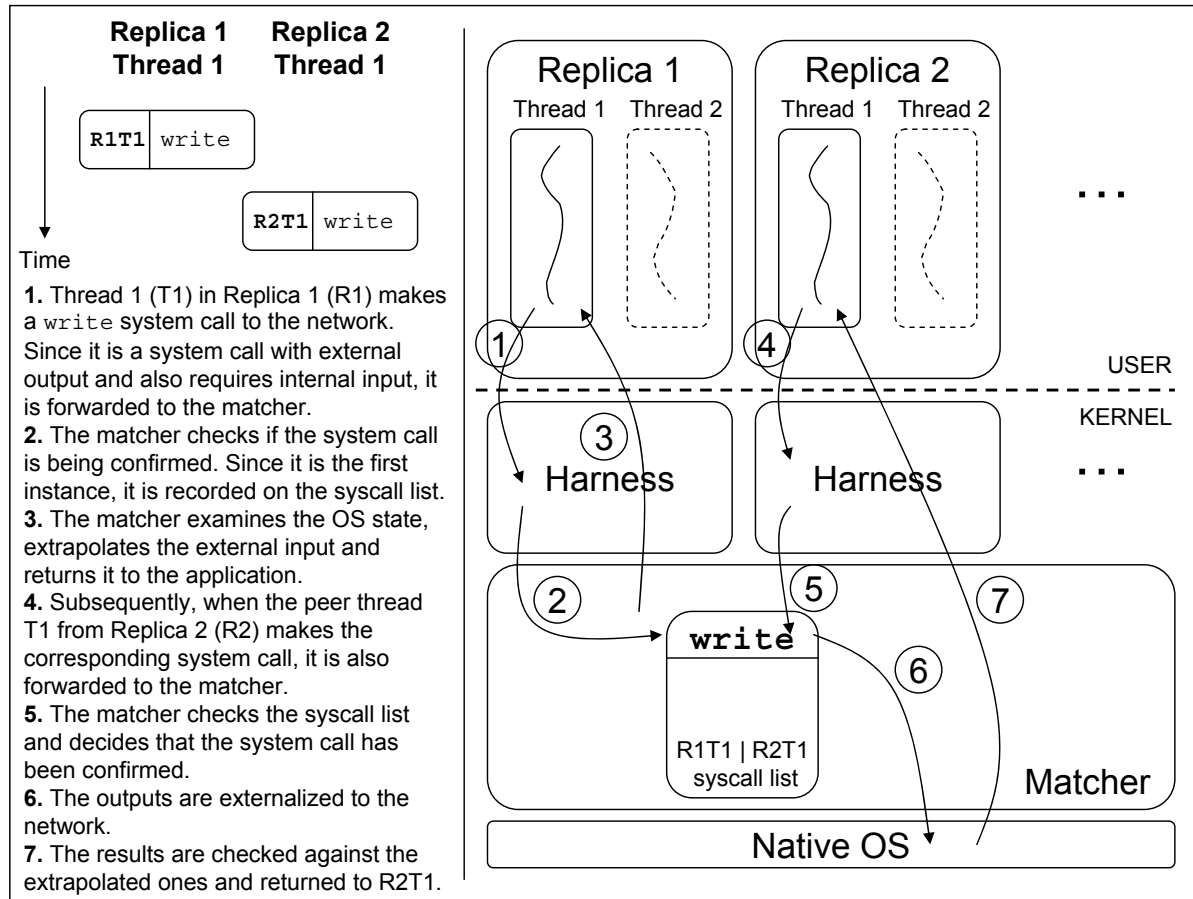 Replica 1 Replica 2
Thread 1 Thread 1
R1T1 write
R2T1 write
Time
1. Thread 1 (T1) in Replica 1 (R1) makes
a write system call to the network.
Since it is a system call with external
output and also requires internal input, it
is forwarded to the matcher.
2. The matcher checks if the system call
is being confirmed. Since it is the first
instance, it is recorded on the syscall list.
3. The matcher examines the OS state,
extrapolates the external input and
returns it to the application.
4. Subsequently, when the peer thread
T1 from Replica 2 (R2) makes the
corresponding system call, it is also
forwarded to the matcher.
5. The matcher checks the syscall list
and decides that the system call has
been confirmed.
6. The outputs are externalized to the
network.
7. The results are checked against the
extrapolated ones and returned to R2T1.
Replica 1 Replica 2
Thread 1 Thread 2 Thread 1 Thread 2
...
1 4
USER
KERNEL
3
Harness Harness ...
2 5 7
write
6
R1T1 | R2T1
syscall list
Matcher
Native OS